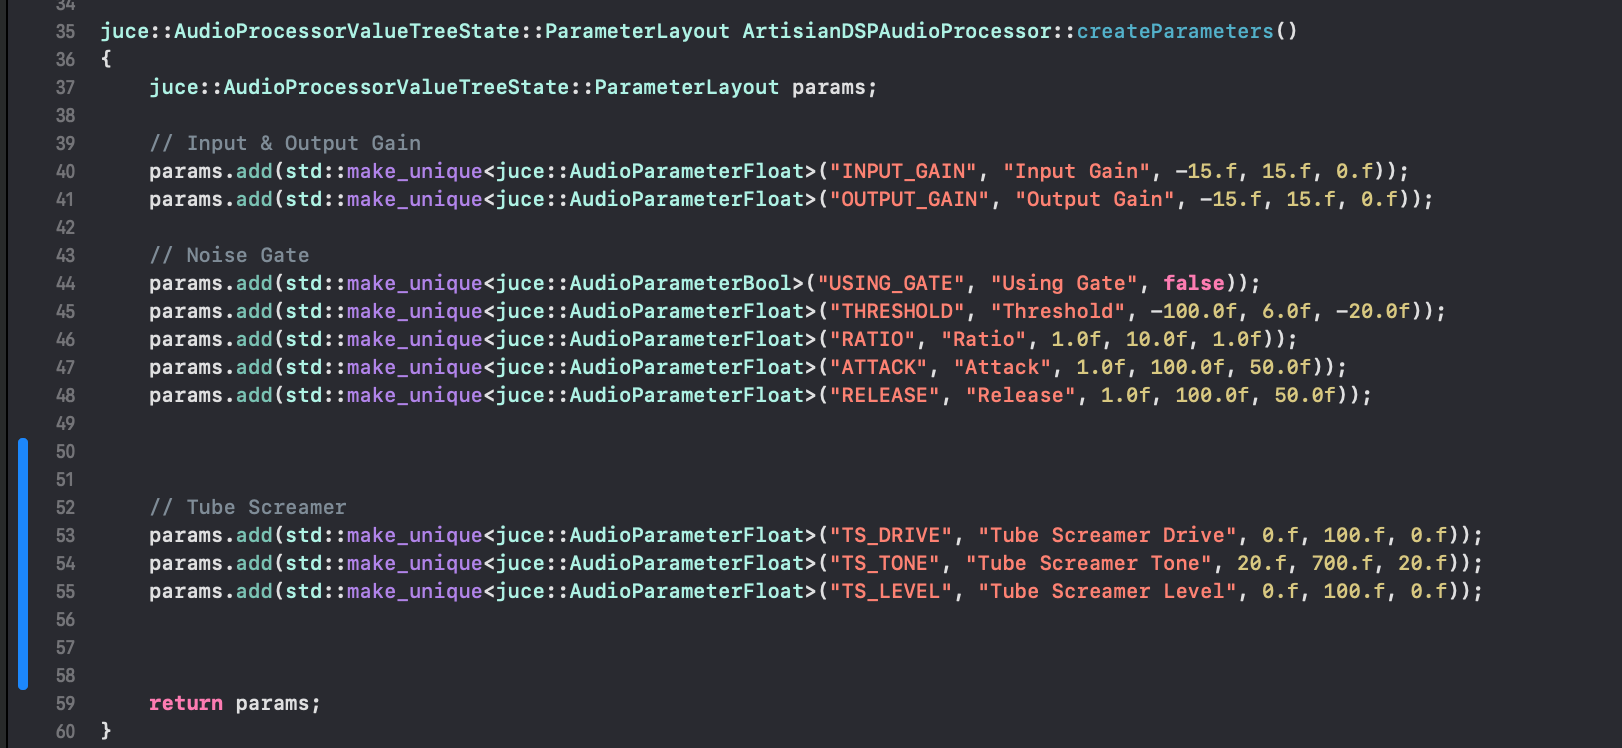 34
35 juce::AudioProcessorValueTreeState::ParameterLayout ArtisianDSPAudioProcessor::createParameters()
36 {
37     juce::AudioProcessorValueTreeState::ParameterLayout params;
38
39     // Input & Output Gain
40     params.add(std::make_unique<juce::AudioParameterFloat>("INPUT_GAIN", "Input Gain", -15.f, 15.f, 0.f));
41     params.add(std::make_unique<juce::AudioParameterFloat>("OUTPUT_GAIN", "Output Gain", -15.f, 15.f, 0.f));
42
43     // Noise Gate
44     params.add(std::make_unique<juce::AudioParameterBool>("USING_GATE", "Using Gate", false));
45     params.add(std::make_unique<juce::AudioParameterFloat>("THRESHOLD", "Threshold", -100.0f, 6.0f, -20.0f));
46     params.add(std::make_unique<juce::AudioParameterFloat>("RATIO", "Ratio", 1.0f, 10.0f, 1.0f));
47     params.add(std::make_unique<juce::AudioParameterFloat>("ATTACK", "Attack", 1.0f, 100.0f, 50.0f));
48     params.add(std::make_unique<juce::AudioParameterFloat>("RELEASE", "Release", 1.0f, 100.0f, 50.0f));
49
50
51
52     // Tube Screamer
53     params.add(std::make_unique<juce::AudioParameterFloat>("TS_DRIVE", "Tube Screamer Drive", 0.f, 100.f, 0.f));
54     params.add(std::make_unique<juce::AudioParameterFloat>("TS_TONE", "Tube Screamer Tone", 20.f, 700.f, 20.f));
55     params.add(std::make_unique<juce::AudioParameterFloat>("TS_LEVEL", "Tube Screamer Level", 0.f, 100.f, 0.f));
56
57
58
59     return params;
60 }